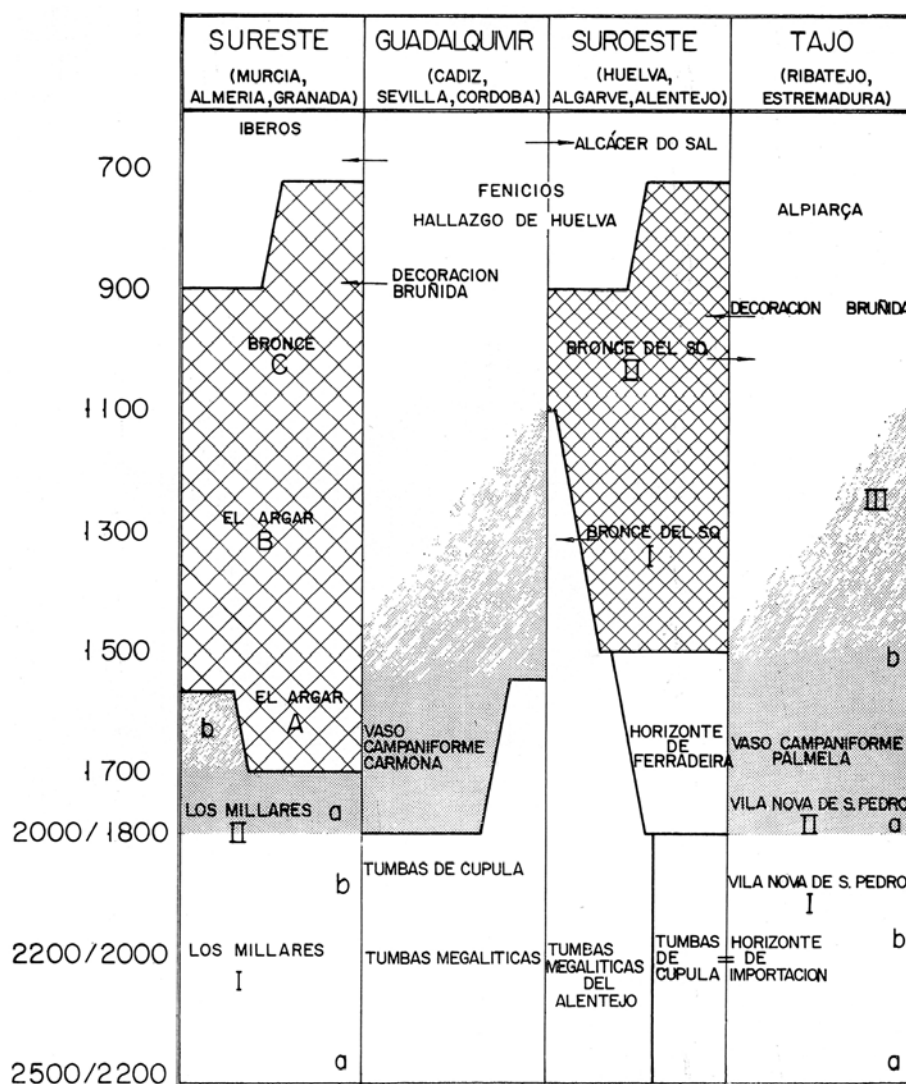 SURESTE
(MURCIA,
ALMERIA, GRANADA)
GUADALQUIVIR
(CADIZ,
SEVILLA, CORDOBA)
SUROESTE
(HUELVA,
ALGARVE, ALENTEJO)
TAJO
(RIBATEJO,
ESTREMADURA)
700
900
1100
1300
1500
1700
2000/1800
2200/2000
2500/2200
IBEROS
BRONCE
C
EL ARGAR
B
EL ARGAR
A
b
LOS MILLARES
II
a
b
LOS MILLARES
I
a
FENICIOS
HALLAZGO DE HUELVA
DECORACION
BRUÑIDA
VASO
CAMPANIFORME
CARMONA
TUMBAS DE CUPULA
TUMBAS MEGALITICAS
ALCÁCER DO SAL
BRONCE DEL SO.
II
BRONCE DEL SO.
I
HORIZONTE
DE
FERRADEIRA
TUMBAS
MEGALITICAS
DEL
ALENTEJO
TUMBAS
DE
CUPULA
ALPIARÇA
DECORACION BRUÑIDA
III
b
VASO CAMPANIFORME
PALMELA
VILA NOVA DE S. PEDRO
II
a
VILA NOVA DE S. PEDRO
I
b
HORIZONTE
DE
IMPORTACION
a